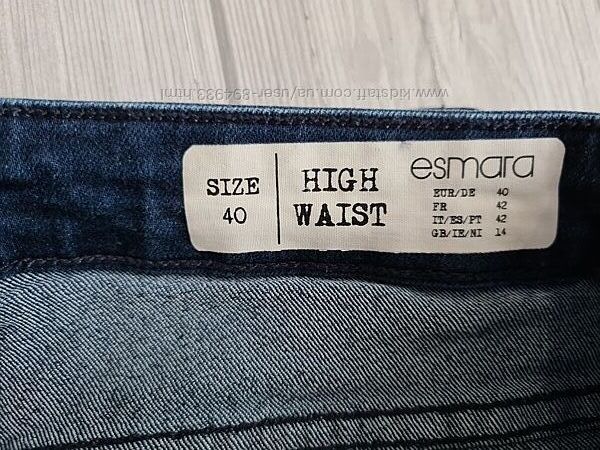 www.kidstaff.com.ua/user-894933.html
SIZE
40
HIGH
WAIST
esmara
EUR/DE 40
FR 42
IT/ES/PT 42
GB/IE/NI 14